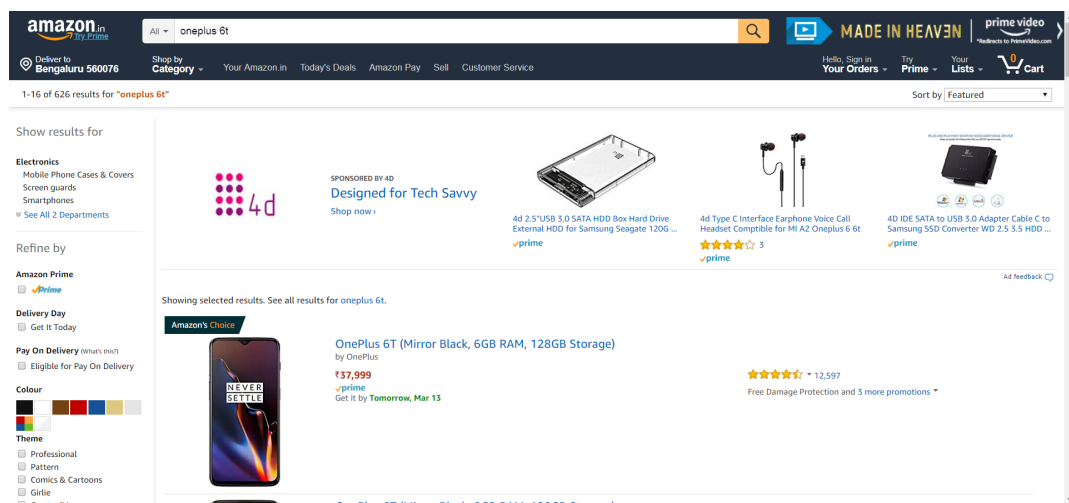 amazon.in
Try Prime
All
oneplus 6t
MADE IN HEAVEN
prime video
*Redirects to PrimeVideo.com
Deliver to
Bengaluru 560076
Shop by
Category
Your Amazon.in
Today's Deals
Amazon Pay
Sell
Customer Service
Hello, Sign in
Your Orders
Try
Prime
Your
Lists
0
Cart
1-16 of 626 results for "oneplus 6t"
Sort by Featured
Show results for
Electronics
Mobile Phone Cases & Covers
Screen guards
Smartphones
See All 2 Departments
Refine by
Amazon Prime
Prime
Delivery Day
Get It Today
Pay On Delivery (What's this?)
Eligible for Pay On Delivery
Colour
Theme
Professional
Pattern
Comics & Cartoons
Girlie
4d
SPONSORED BY 4D
Designed for Tech Savvy
Shop now ›
4d 2.5"USB 3.0 SATA HDD Box Hard Drive
External HDD for Samsung Seagate 120G ...
prime
4d Type C Interface Earphone Voice Call
Headset Comptible for MI A2 Oneplus 6 6t
3
prime
4D IDE SATA to USB 3.0 Adapter Cable C to
Samsung SSD Converter WD 2.5 3.5 HDD ...
prime
Ad feedback
Showing selected results. See all results for oneplus 6t.
Amazon's Choice
NEVER
SETTLE
OnePlus 6T (Mirror Black, 6GB RAM, 128GB Storage)
by OnePlus
₹37,999
prime
Get it by Tomorrow, Mar 13
12,597
Free Damage Protection and 3 more promotions